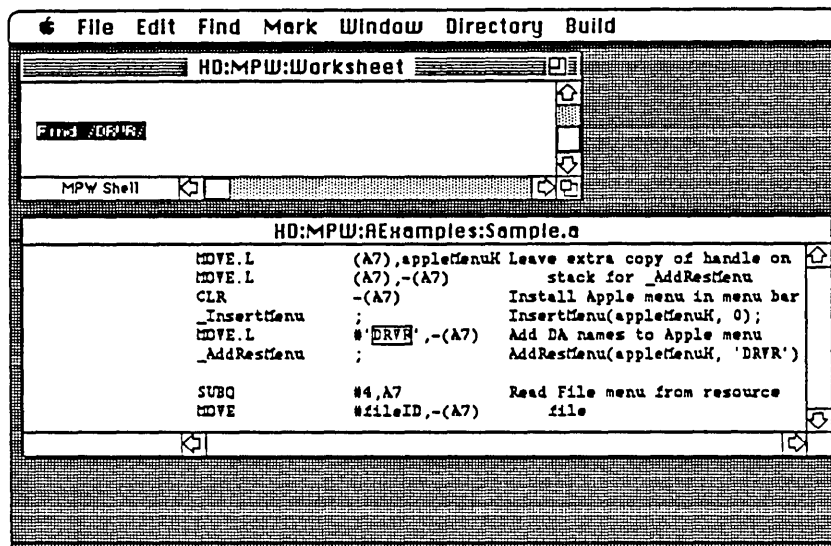 File Edit Find Mark Window Directory Build
HD:MPW:Worksheet
Find /DRVR/
MPW Shell
HD:MPW:AExamples:Sample.a
MOVE.L (A7),appleMenuH Leave extra copy of handle on
MOVE.L (A7),-(A7) stack for _AddResMenu
CLR -(A7) Install Apple menu in menu bar
_InsertMenu ; InsertMenu(appleMenuH, 0);
MOVE.L #'DRVR',-(A7) Add DA names to Apple menu
_AddResMenu ; AddResMenu(appleMenuH, 'DRVR')
SUBQ #4,A7 Read File menu from resource
MOVE #fileID,-(A7) file